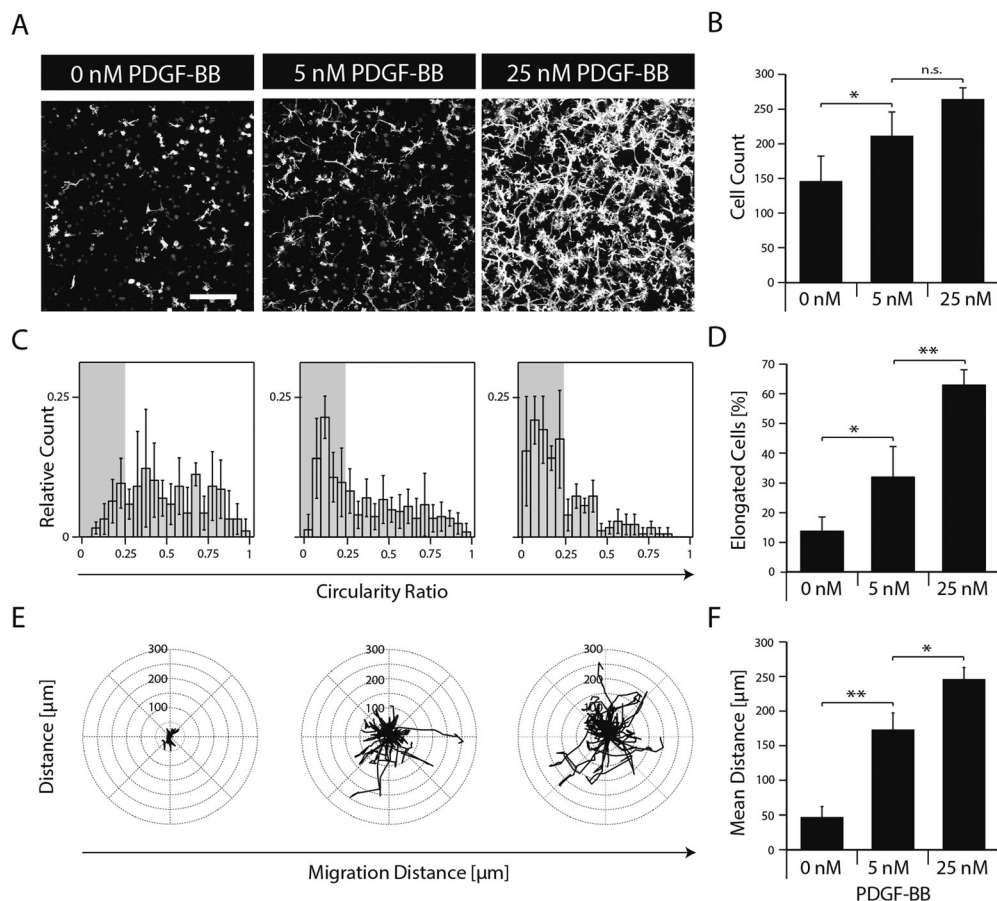 A
0 nM PDGF-BB
5 nM PDGF-BB
25 nM PDGF-BB
B
Cell Count
300
250
200
150
100
50
0
*
n.s.
0 nM
5 nM
25 nM
C
Relative Count
0.25
0
0.25
0.25
0
0.25
0.5
0.75
1
0
0.25
0.5
0.75
1
0
0.25
0.5
0.75
1
Circularity Ratio
D
Elongated Cells [%]
70
60
50
40
30
20
10
0
*
**
0 nM
5 nM
25 nM
E
Distance [µm]
300
200
100
300
200
100
300
200
100
Migration Distance [µm]
F
Mean Distance [µm]
300
250
200
150
100
50
0
**
*
0 nM
5 nM
25 nM
PDGF-BB